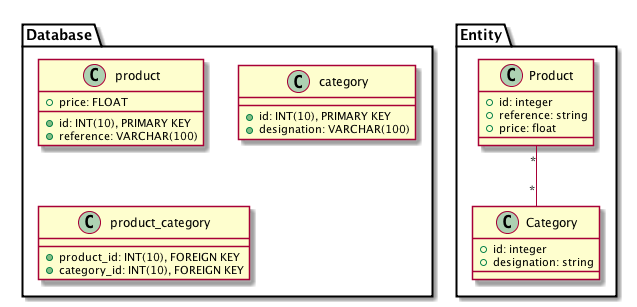 Database
C product
price: FLOAT
id: INT(10), PRIMARY KEY
reference: VARCHAR(100)
C category
id: INT(10), PRIMARY KEY
designation: VARCHAR(100)
C product_category
product_id: INT(10), FOREIGN KEY
category_id: INT(10), FOREIGN KEY
Entity
C Product
id: integer
reference: string
price: float
*
*
C Category
id: integer
designation: string